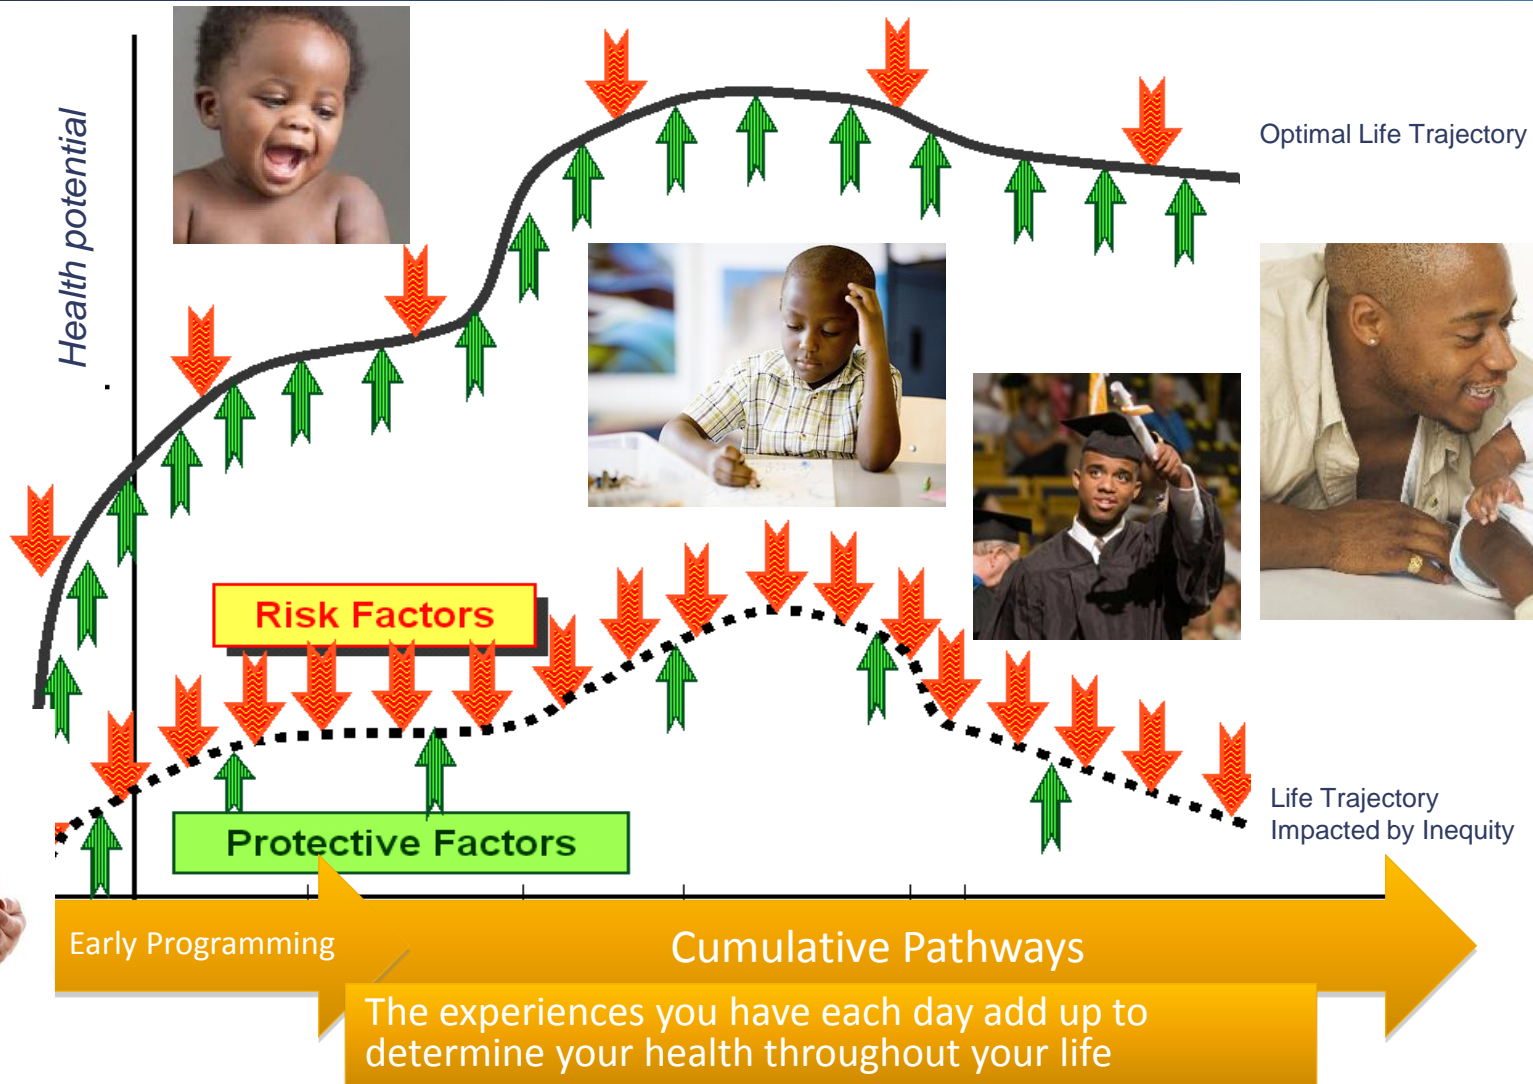 Health potential
Optimal Life Trajectory
Risk Factors
Life Trajectory
Impacted by Inequity
Protective Factors
Early Programming
Cumulative Pathways
The experiences you have each day add up to
determine your health throughout your life